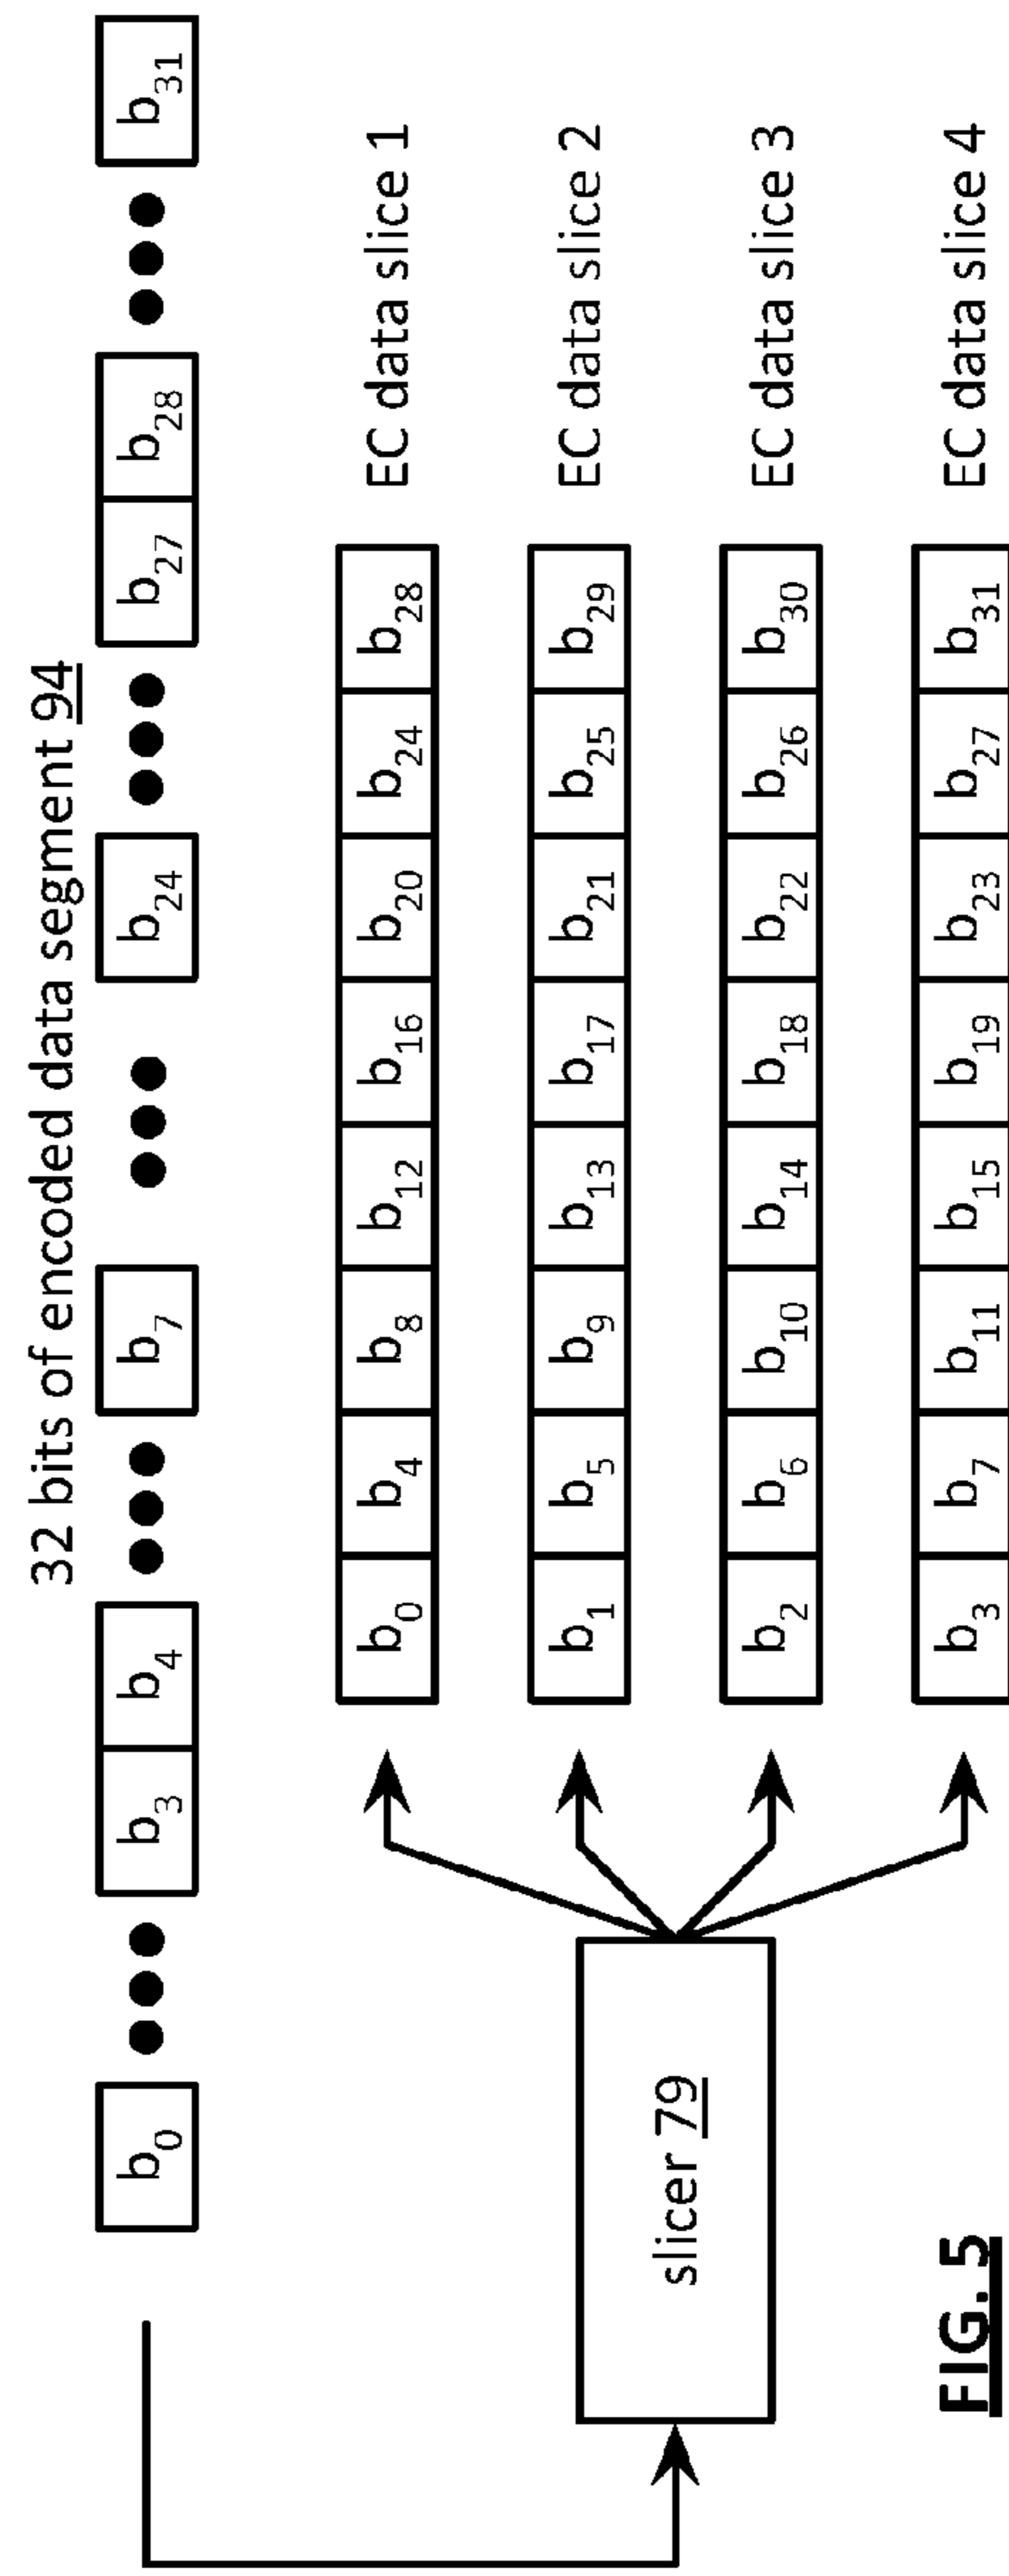 32 bits of encoded data segment 94
b0 ••• b3 b4 ••• b7 ••• b24 ••• b27 b28 ••• b31
b0 b4 b8 b12 b16 b20 b24 b28 EC data slice 1
b1 b5 b9 b13 b17 b21 b25 b29 EC data slice 2
slicer 79
b2 b6 b10 b14 b18 b22 b26 b30 EC data slice 3
b3 b7 b11 b15 b19 b23 b27 b31 EC data slice 4
FIG. 5